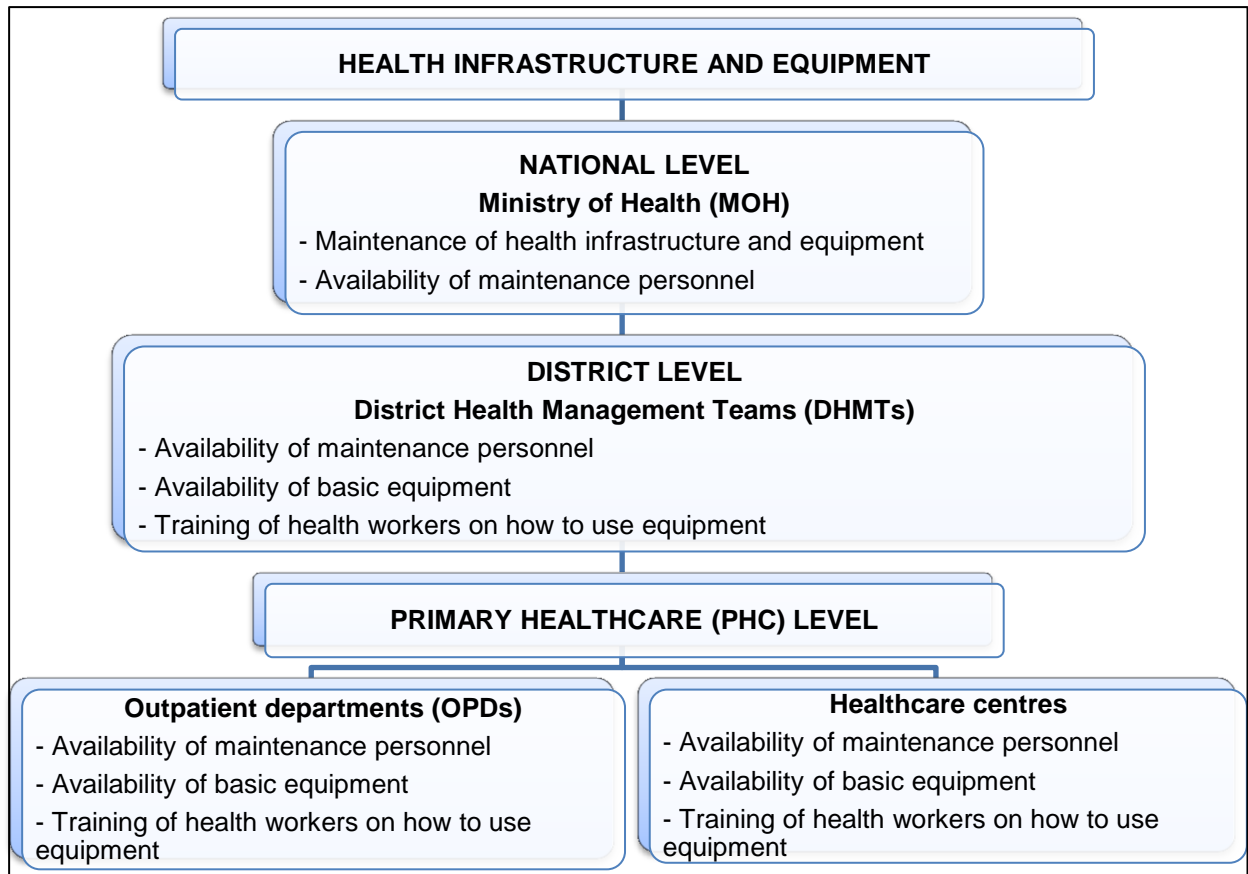 HEALTH INFRASTRUCTURE AND EQUIPMENT
NATIONAL LEVEL
Ministry of Health (MOH)
- Maintenance of health infrastructure and equipment
- Availability of maintenance personnel
DISTRICT LEVEL
District Health Management Teams (DHMTs)
- Availability of maintenance personnel
- Availability of basic equipment
- Training of health workers on how to use equipment
PRIMARY HEALTHCARE (PHC) LEVEL
Outpatient departments (OPDs)
- Availability of maintenance personnel
- Availability of basic equipment
- Training of health workers on how to use
equipment
Healthcare centres
- Availability of maintenance personnel
- Availability of basic equipment
- Training of health workers on how to use
equipment